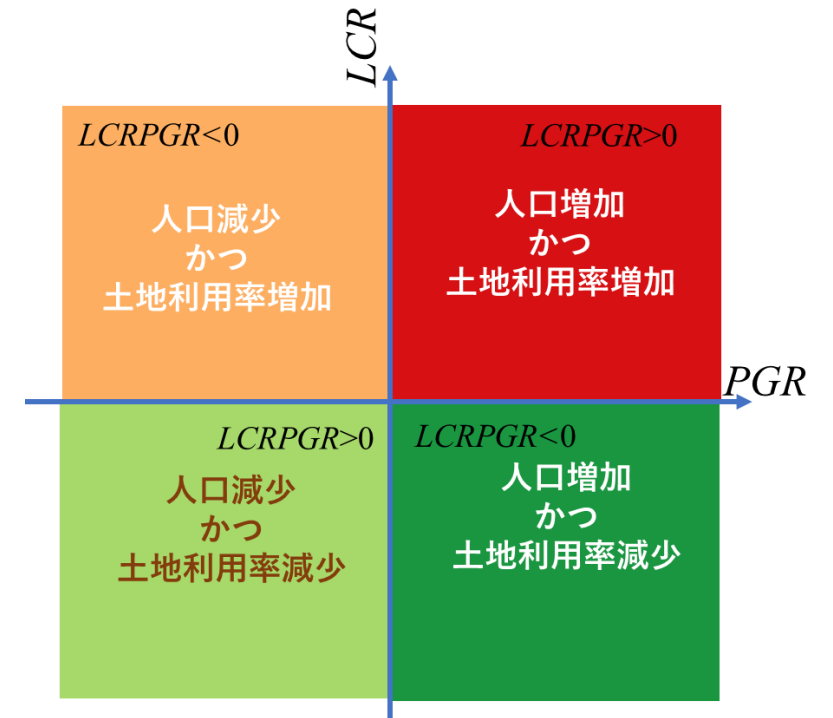 LCR
LCRPGR<0
人口減少
かつ
土地利用率増加
LCRPGR>0
人口増加
かつ
土地利用率増加
PGR
LCRPGR>0
人口減少
かつ
土地利用率減少
LCRPGR<0
人口増加
かつ
土地利用率減少